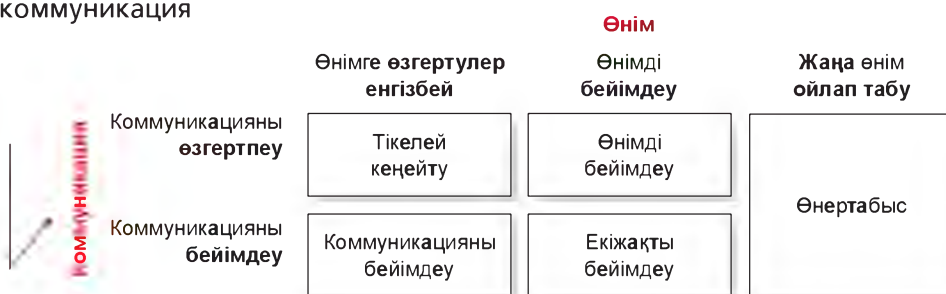 коммуникация
Өнім
Өнімге өзгертулер
енгізбей
Өнімді
бейімдеу
Жаңа өнім
ойлап табу
Коммуникация
Коммуникацияны
өзгертпеу
Тікелей
кеңейту
Өнімді
бейімдеу
Өнертабыс
Коммуникацияны
бейімдеу
Коммуникацияны
бейімдеу
Екіжақты
бейімдеу